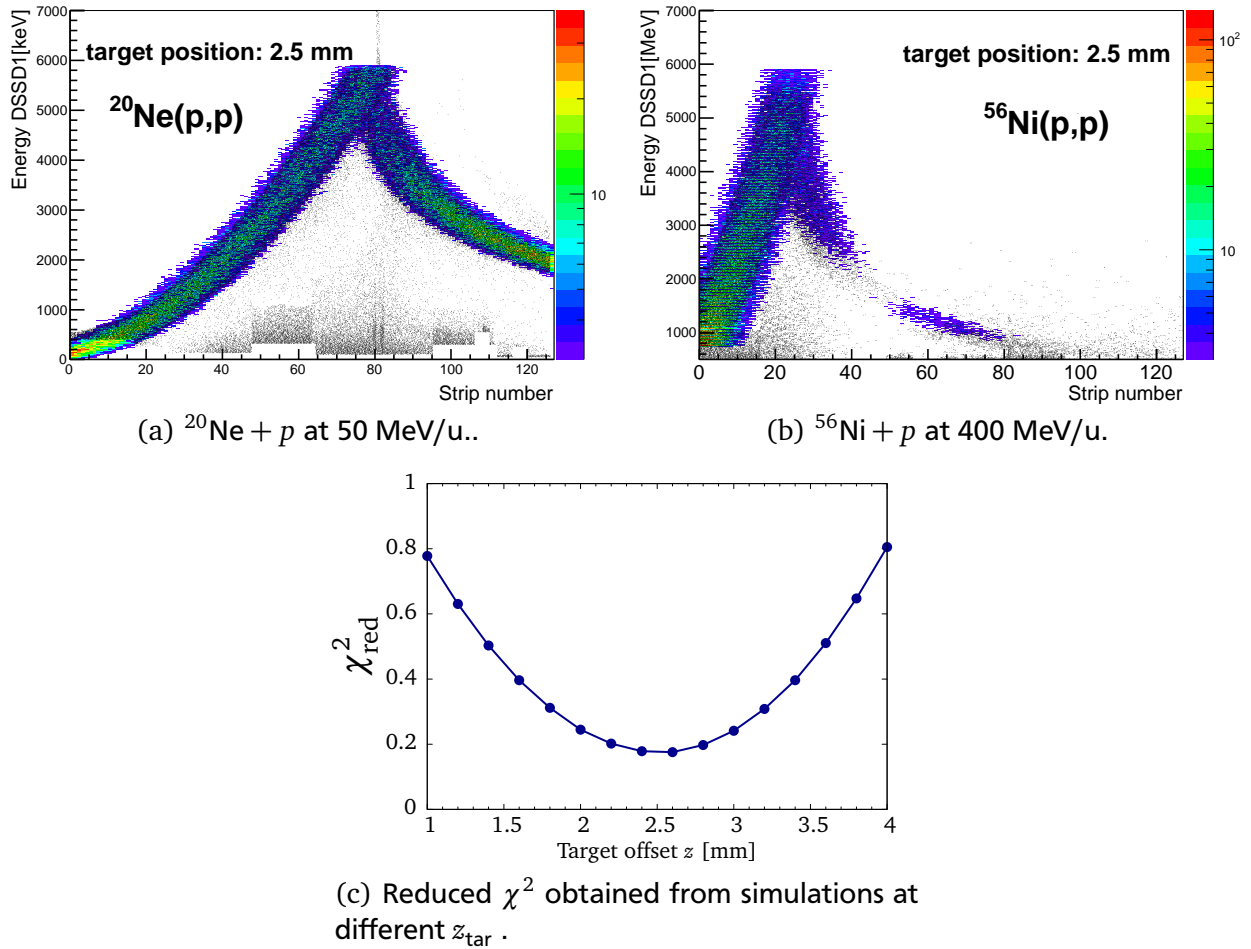 Energy DSSD1[keV]
7000
6000
5000
4000
3000
2000
1000
0
target position: 2.5 mm
²⁰Ne(p,p)
10
0 20 40 60 80 100 120
Strip number
(a) ²⁰Ne + p at 50 MeV/u..
Energy DSSD1[MeV]
7000
6000
5000
4000
3000
2000
1000
target position: 2.5 mm
⁵⁶Ni(p,p)
10²
10
0 20 40 60 80 100 120
Strip number
(b) ⁵⁶Ni + p at 400 MeV/u.
χ²red
1
0.8
0.6
0.4
0.2
0
1 1.5 2 2.5 3 3.5 4
Target offset z [mm]
(c) Reduced χ² obtained from simulations at
different z_tar .